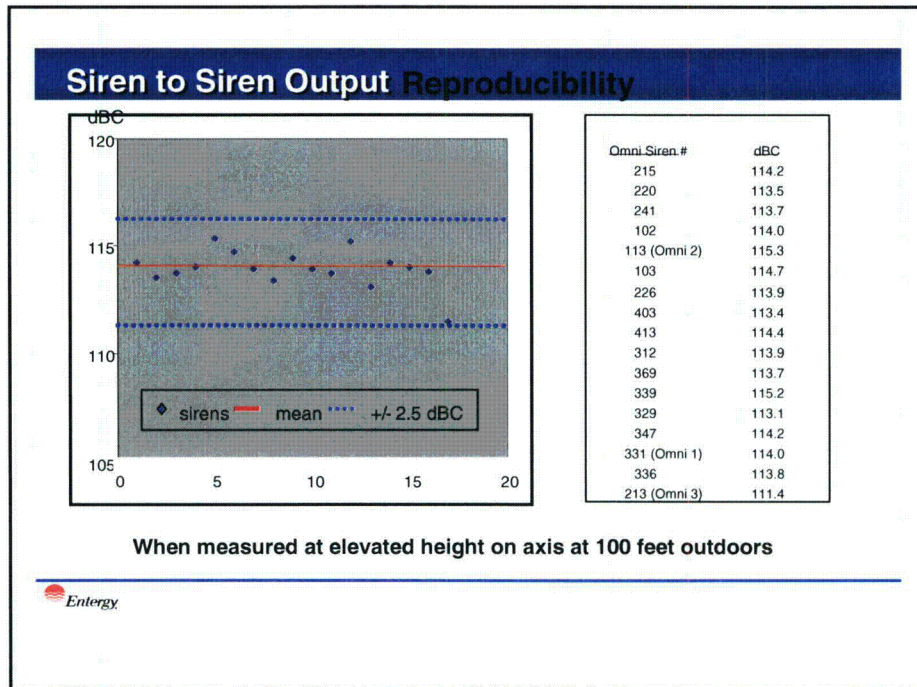 Siren to Siren Output Reproducibility
dBC
120
115
110
105
0 5 10 15 20
sirens mean +/- 2.5 dBC
Omni Siren # dBC
215 114.2
220 113.5
241 113.7
102 114.0
113 (Omni 2) 115.3
103 114.7
226 113.9
403 113.4
413 114.4
312 113.9
369 113.7
339 115.2
329 113.1
347 114.2
331 (Omni 1) 114.0
336 113.8
213 (Omni 3) 111.4
When measured at elevated height on axis at 100 feet outdoors
Entergy